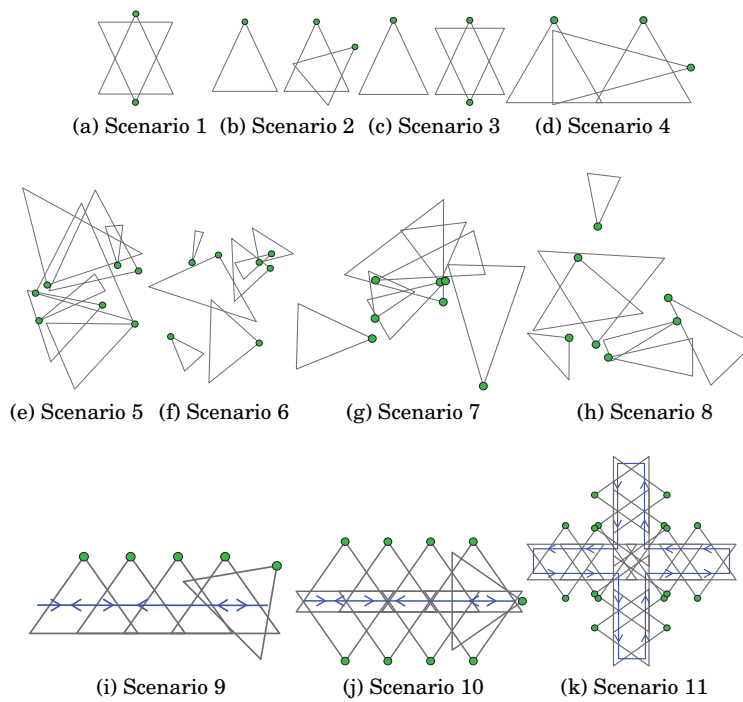 (a) Scenario 1 (b) Scenario 2 (c) Scenario 3 (d) Scenario 4
(e) Scenario 5 (f) Scenario 6 (g) Scenario 7 (h) Scenario 8
(i) Scenario 9 (j) Scenario 10 (k) Scenario 11